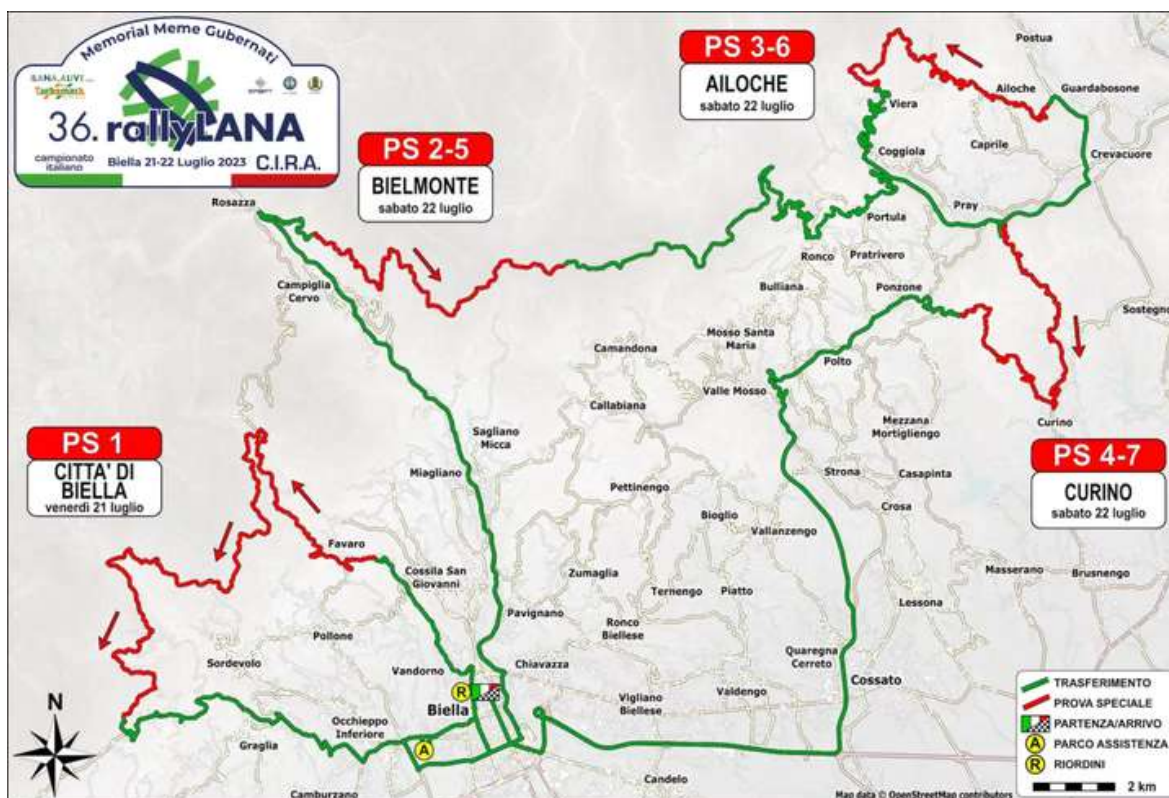 Memorial Meme Gubernati
36. rallyLANA
campionato
italiano
Biella 21-22 Luglio 2023
C.I.R.A.
PS 2-5
BIELMONTE
sabato 22 luglio
PS 3-6
AILOCHE
sabato 22 luglio
PS 1
CITTA' DI
BIELLA
venerdì 21 luglio
PS 4-7
CURINO
sabato 22 luglio
Postua
Ailoche
Guardabosone
Viera
Caprile
Coggiola
Crevacuore
Rosazza
Pray
Portula
Ronco
Pratrivero
Campiglia
Cervo
Bulliana
Ponzone
Sostegno
Mosso Santa
Maria
Camandona
Polto
Valle Mosso
Callabiana
Mezzana
Mortigliengo
Curino
Sagliano
Micca
Miagliano
Strona
Casapinta
Pettinengo
Crosa
Bioglio
Vallanzengo
Favaro
Cossila San
Giovanni
Zumaglia
Masserano
Brusnengo
Ternengo
Piatto
Lessona
Pavignano
Ronco
Biellese
Pollone
Sordevolo
Vandorno
Chiavazza
Quaregna
Cerreto
Cossato
R
Biella
Vigliano
Biellese
Valdengo
Occhieppo
Inferiore
Graglia
A
Candelo
Camburzano
N
TRASFERIMENTO
PROVA SPECIALE
PARTENZA/ARRIVO
A PARCO ASSISTENZA
R RIORDINI
2 km
Map data © OpenStreetMap contributors